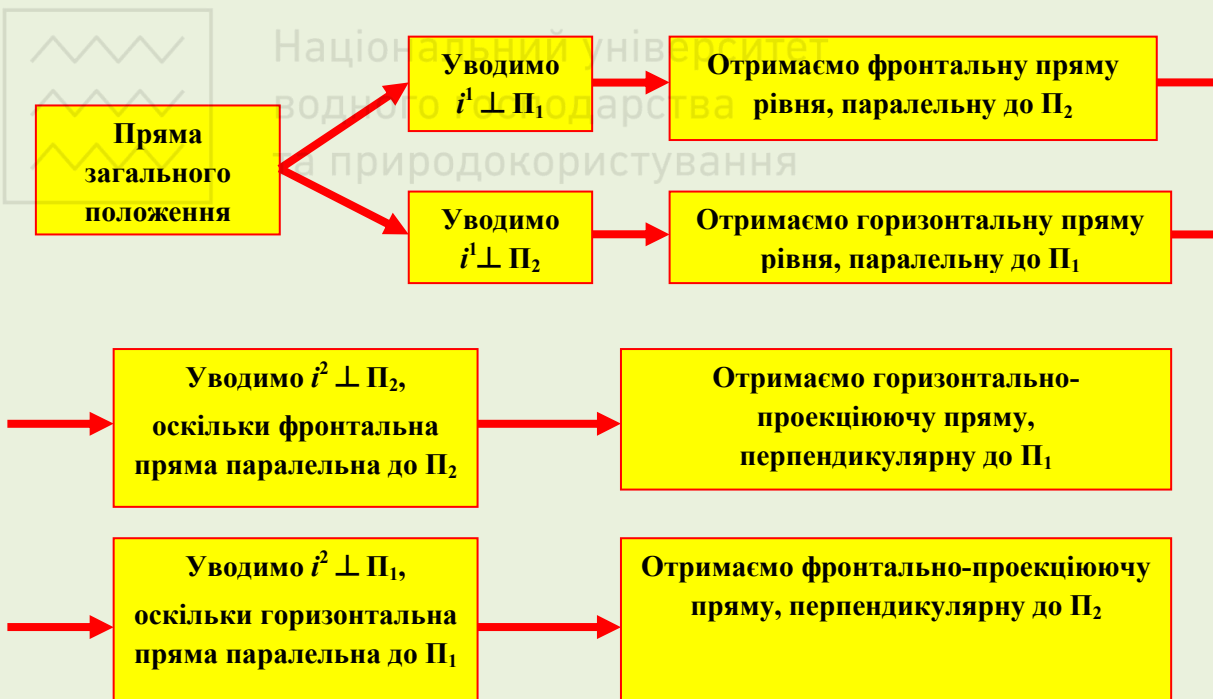 Національний університет
водного господарства
та природокористування
Пряма
загального
положення
Уводимо
i¹ ⊥ П₁
Отримаємо фронтальну пряму
рівня, паралельну до П₂
Уводимо
i¹⊥ П₂
Отримаємо горизонтальну пряму
рівня, паралельну до П₁
Уводимо i² ⊥ П₂,
оскільки фронтальна
пряма паралельна до П₂
Отримаємо горизонтально-
проекціюючу пряму,
перпендикулярну до П₁
Уводимо i² ⊥ П₁,
оскільки горизонтальна
пряма паралельна до П₁
Отримаємо фронтально-проекціюючу
пряму, перпендикулярну до П₂